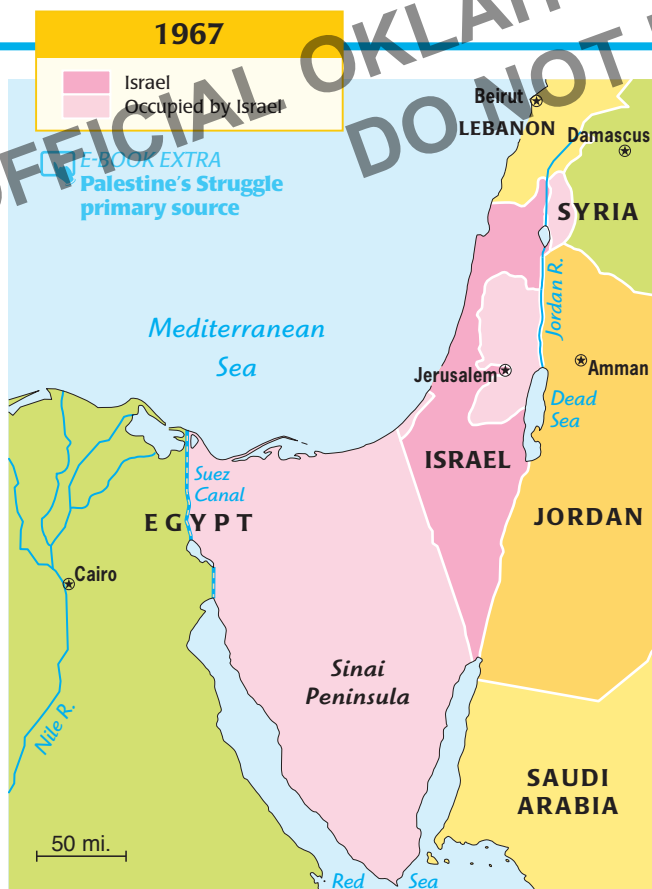 1967
Israel
Occupied by Israel
OFFICIAL
DO NOT
E-BOOK EXTRA
Palestine's Struggle
primary source
Beirut
LEBANON
Damascus
SYRIA
Mediterranean
Sea
Jordan R.
Jerusalem
Amman
Dead
Sea
ISRAEL
JORDAN
Suez
Canal
EGYPT
Cairo
Sinai
Peninsula
Nile R.
SAUDI
ARABIA
50 mi.
Red Sea